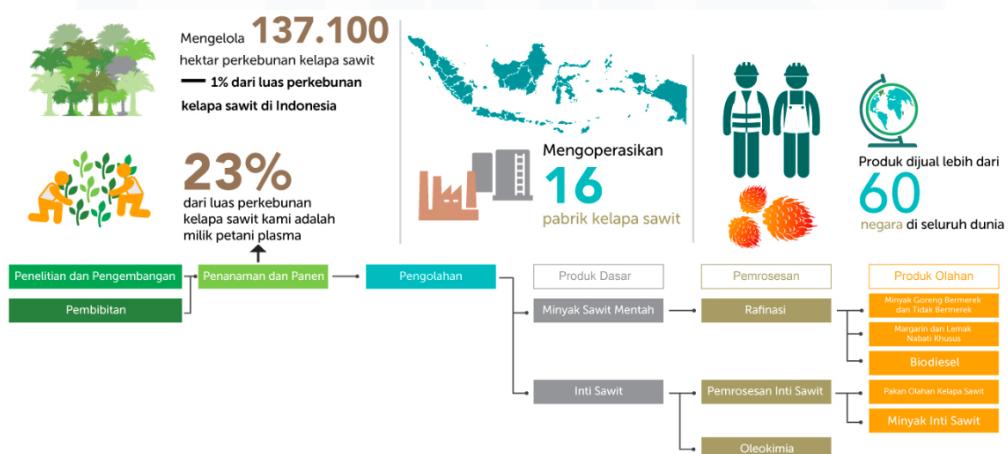 Mengelola 137.100
hektar perkebunan kelapa sawit
1% dari luas perkebunan
kelapa sawit di Indonesia
23%
dari luas perkebunan
kelapa sawit kami adalah
milik petani plasma
Mengoperasikan
16
pabrik kelapa sawit
Produk dijual lebih dari
60
negara di seluruh dunia
Penelitian dan Pengembangan
Pembibitan
Penanaman dan Panen
Pengolahan
Produk Dasar
Minyak Sawit Mentah
Inti Sawit
Pemrosesan
Rafinasi
Pemrosesan Inti Sawit
Oleokimia
Produk Olahan
Minyak Goreng Bermerek
dan Tidak Bermerek
Margarin dan Lemak
Nabati Khusus
Biodiesel
Pakan Olahan Kelapa Sawit
Minyak Inti Sawit